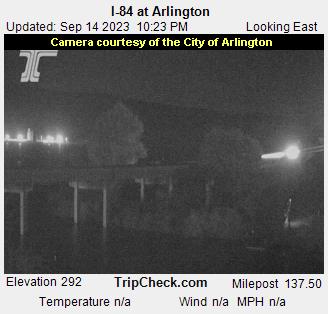 I-84 at Arlington
Updated: Sep 14 2023 10:23 PM Looking East
Camera courtesy of the City of Arlington
Elevation 292 TripCheck.com Milepost 137.50
Temperature n/a Wind n/a MPH n/a